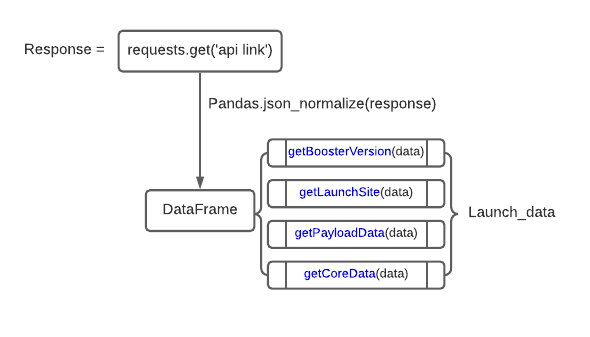 Response =
requests.get('api link')
Pandas.json_normalize(response)
getBoosterVersion(data)
getLaunchSite(data)
DataFrame
Launch_data
getPayloadData(data)
getCoreData(data)